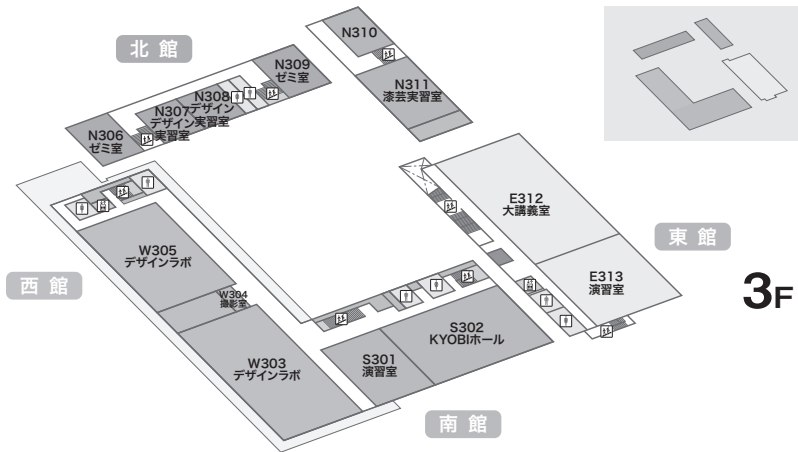 北館
N310
N309
ゼミ室
N311
漆芸実習室
N308
デザイン
実習室
N307
デザイン
実習室
N306
ゼミ室
E312
大講義室
東館
W305
デザインラボ
E313
演習室
西館
3F
W304
撮影室
S302
KYOBIホール
S301
演習室
W303
デザインラボ
南館